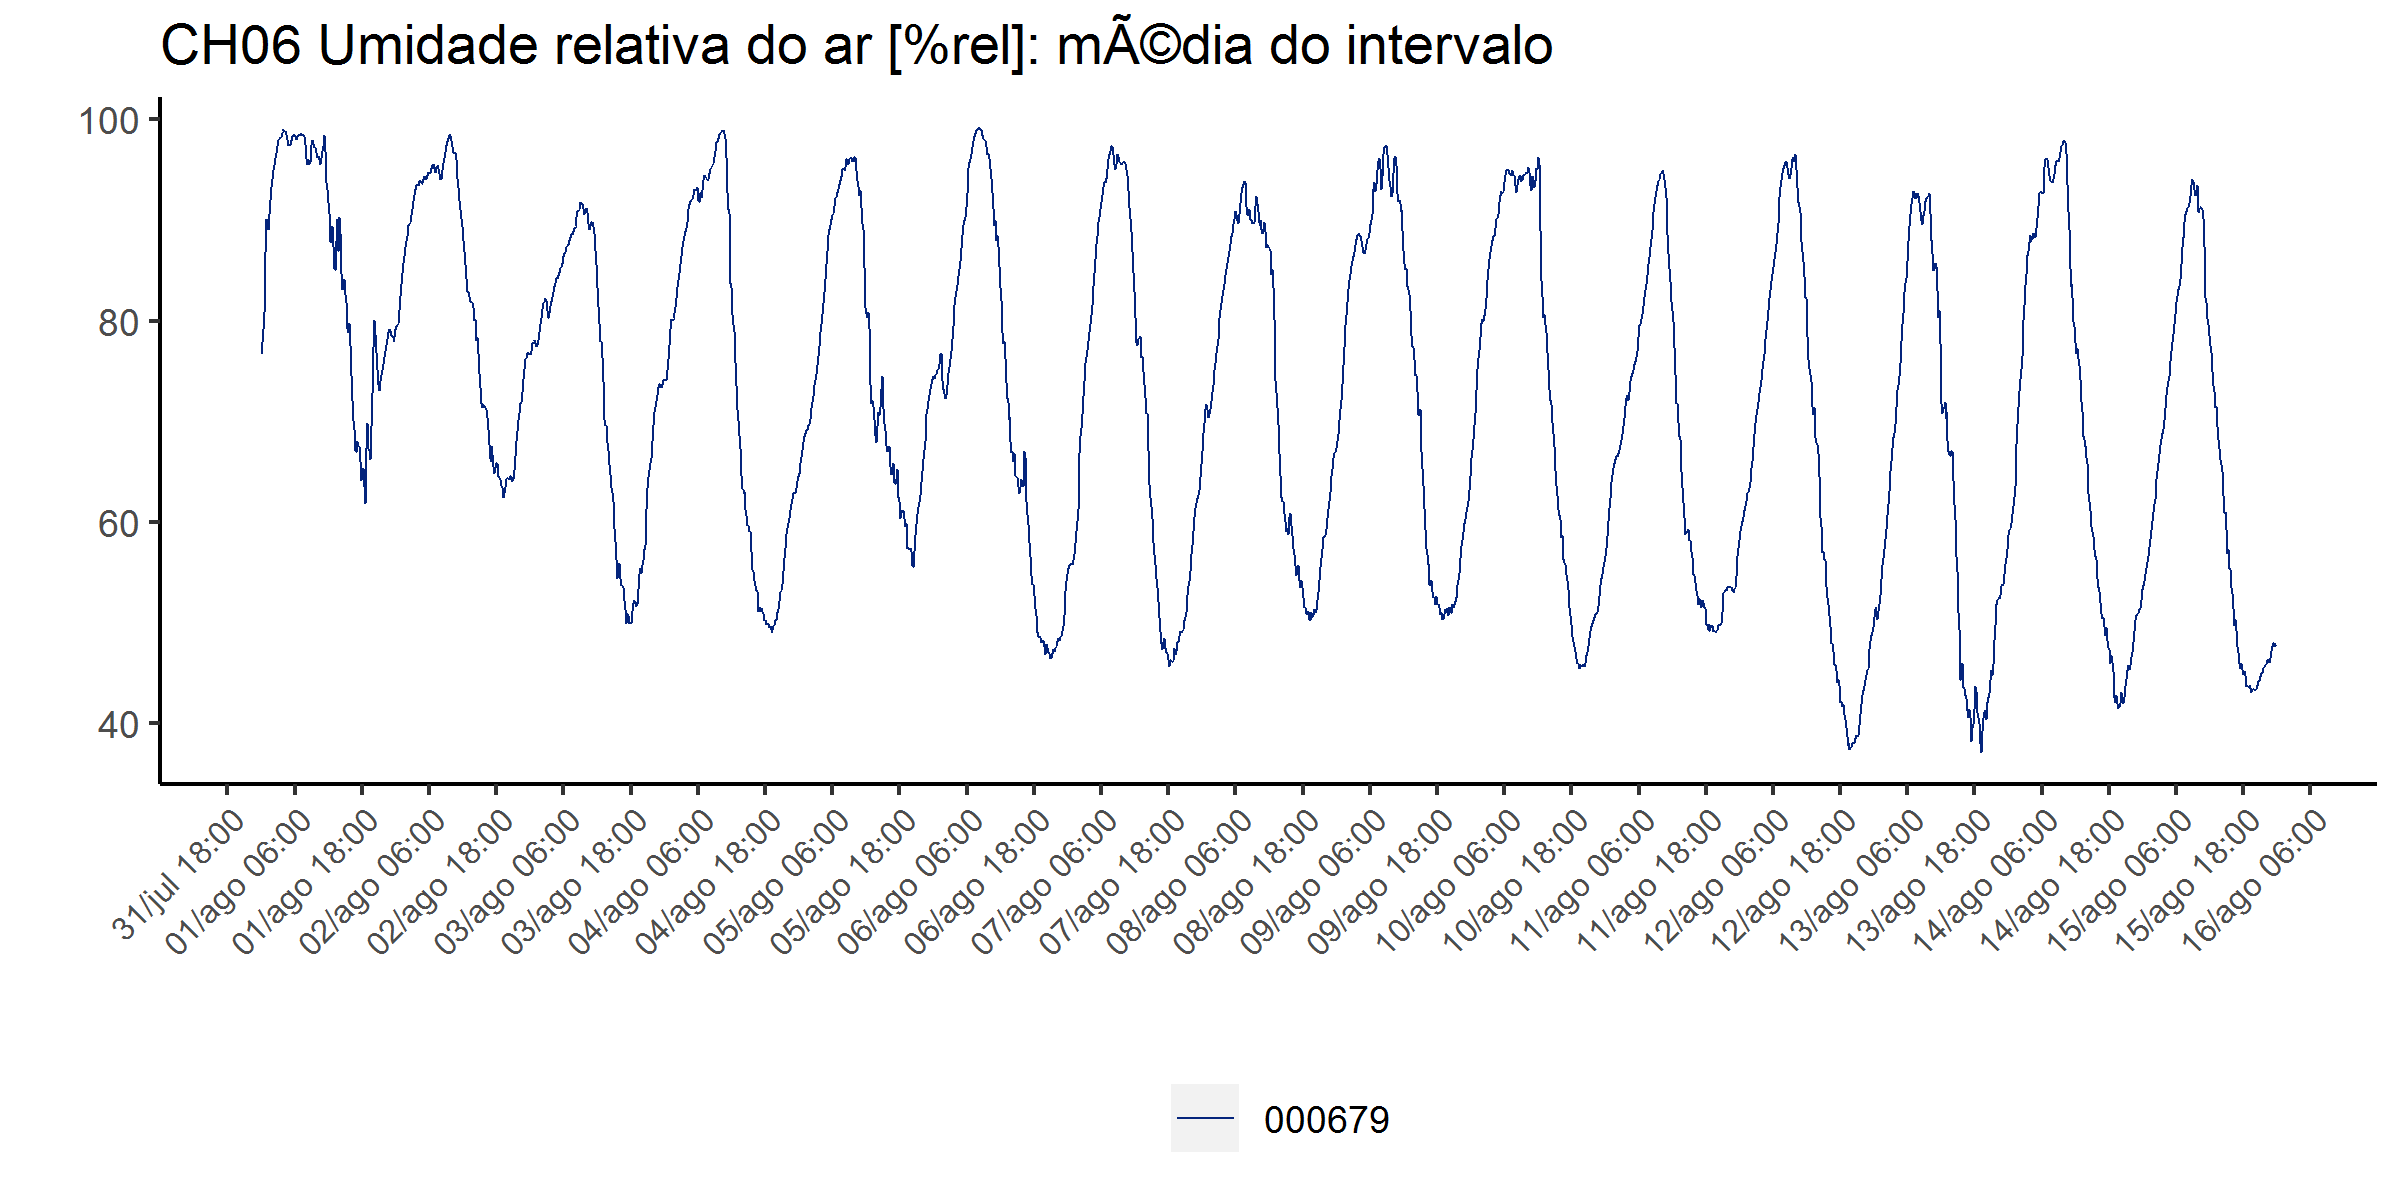 CH06 Umidade relativa do ar [%rel]: mÃ©dia do intervalo
100
80
60
40
31/jul 18:00
01/ago 06:00
01/ago 18:00
02/ago 06:00
02/ago 18:00
03/ago 06:00
03/ago 18:00
04/ago 06:00
04/ago 18:00
05/ago 06:00
05/ago 18:00
06/ago 06:00
06/ago 18:00
07/ago 06:00
07/ago 18:00
08/ago 06:00
08/ago 18:00
09/ago 06:00
09/ago 18:00
10/ago 06:00
10/ago 18:00
11/ago 06:00
11/ago 18:00
12/ago 06:00
12/ago 18:00
13/ago 06:00
13/ago 18:00
14/ago 06:00
14/ago 18:00
15/ago 06:00
15/ago 18:00
16/ago 06:00
000679